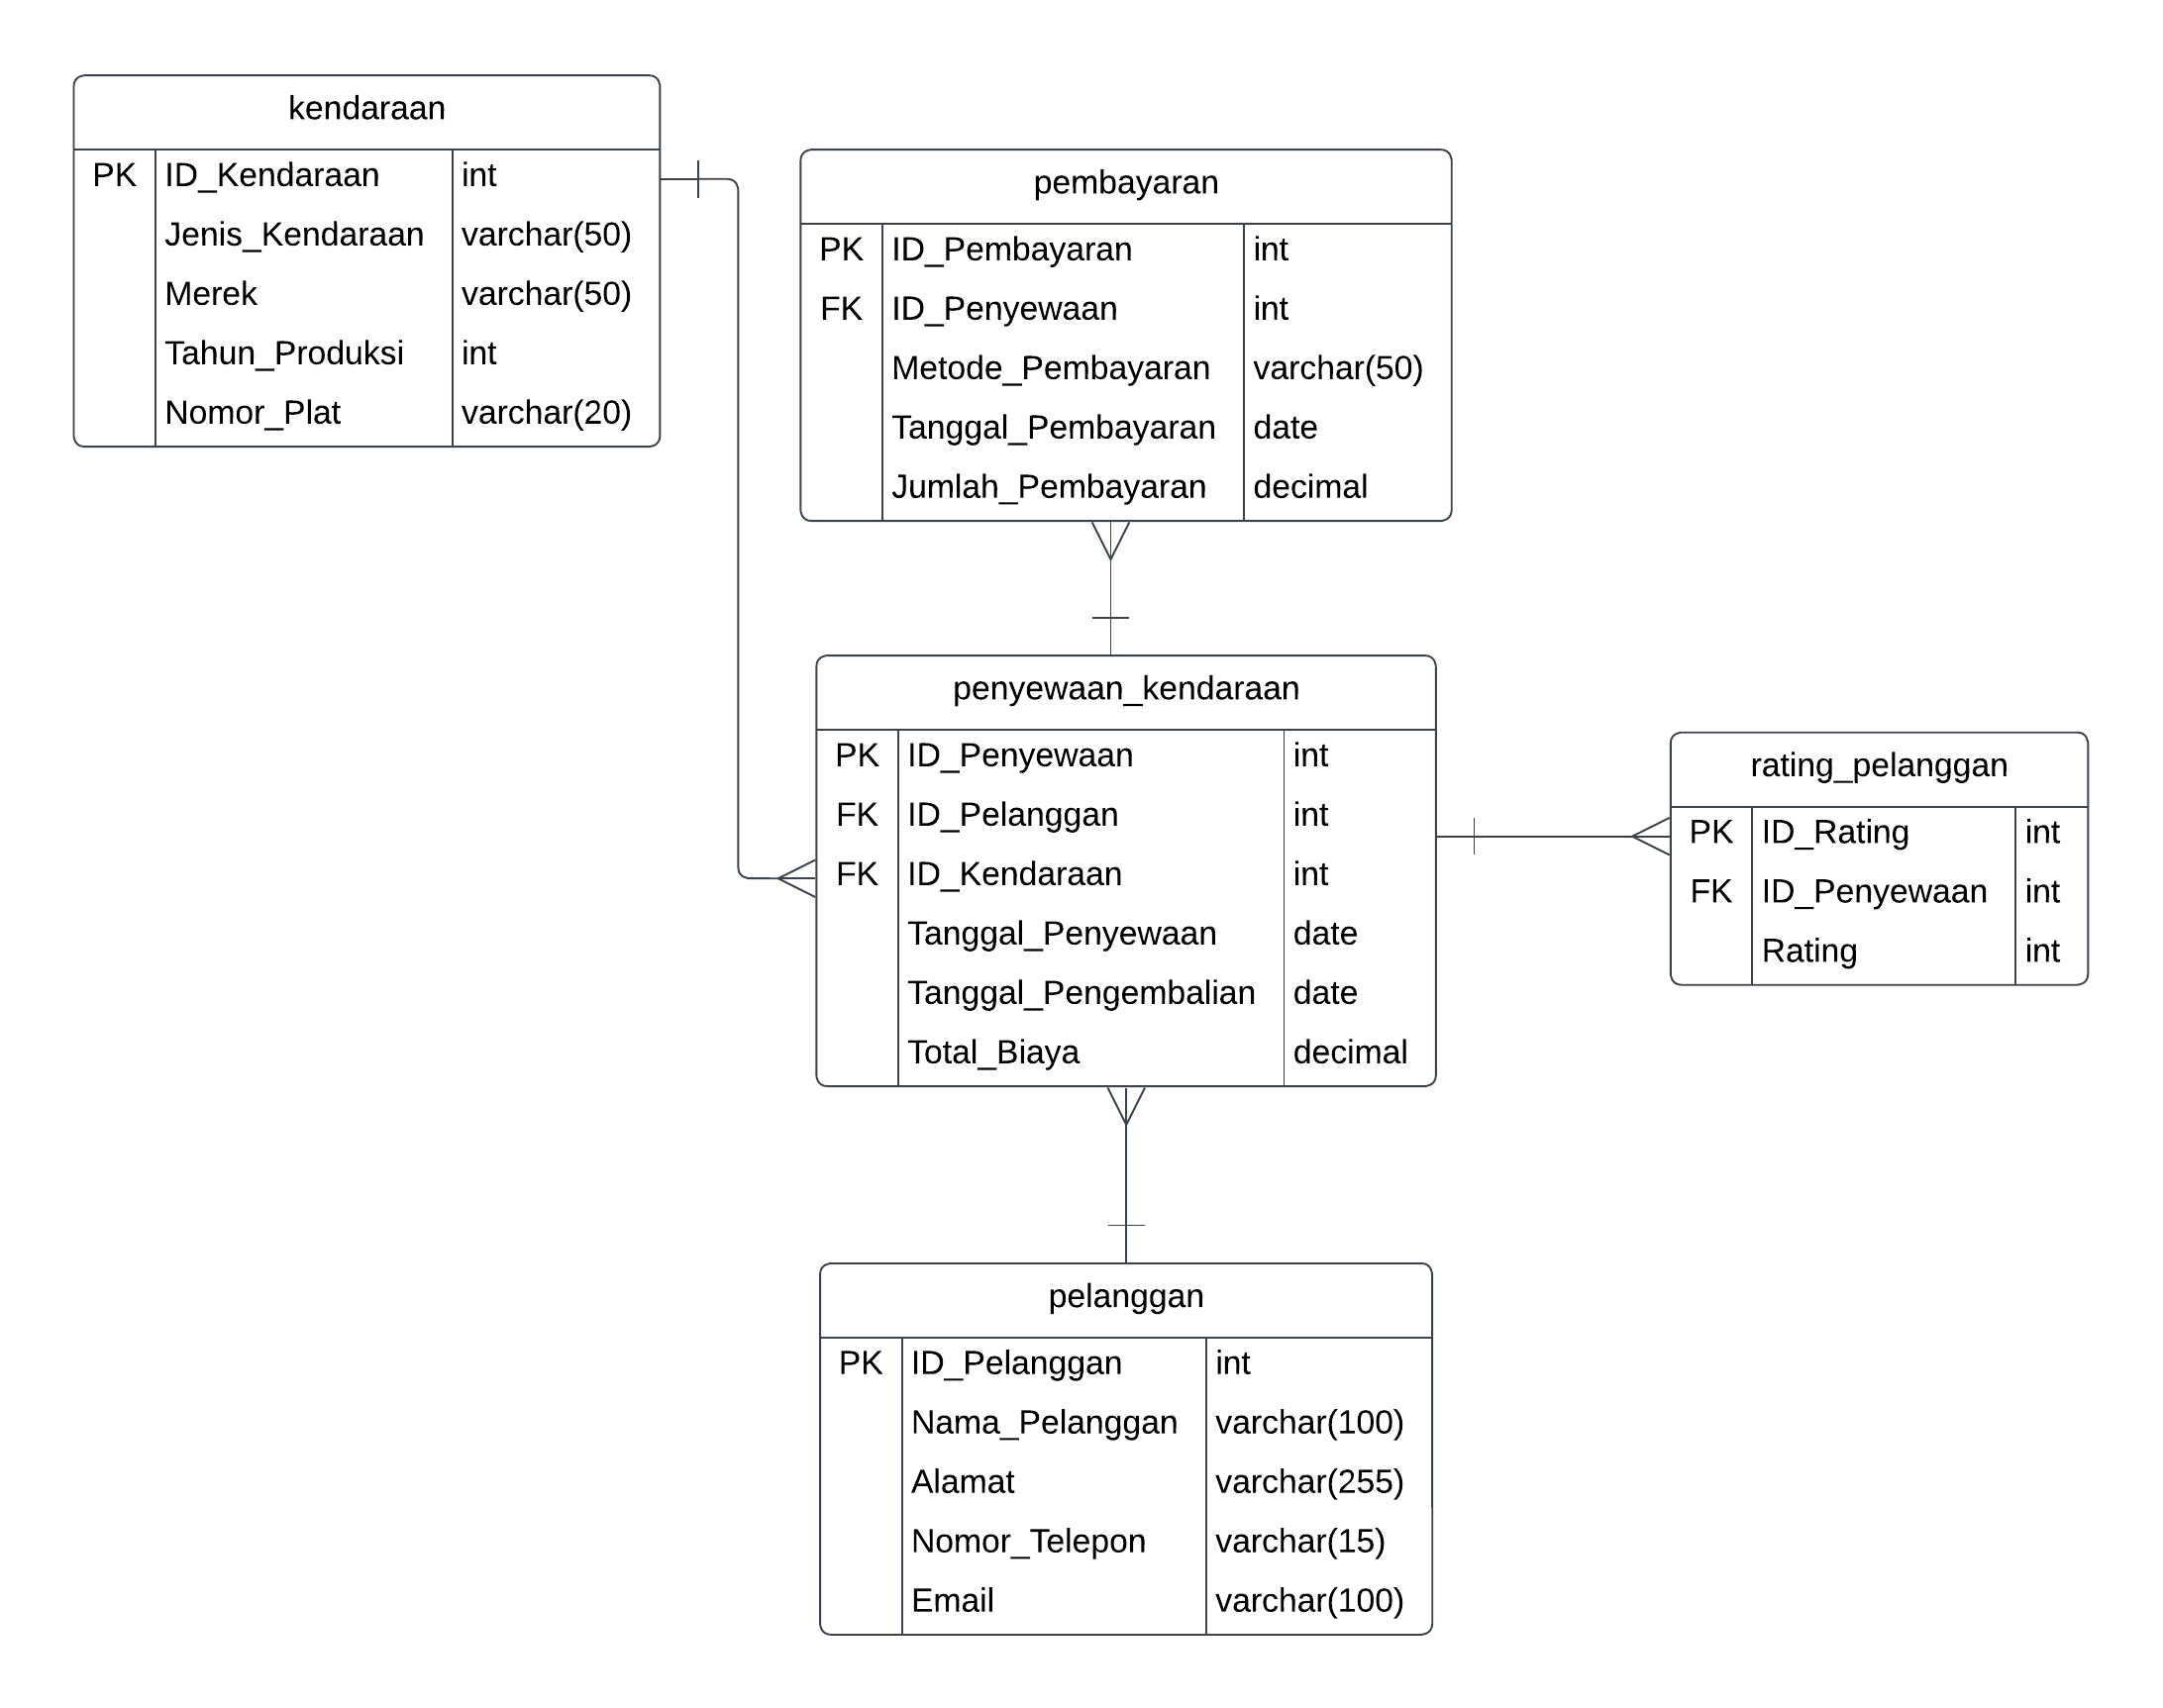 kendaraan
PK ID_Kendaraan int
Jenis_Kendaraan varchar(50)
Merek varchar(50)
Tahun_Produksi int
Nomor_Plat varchar(20)
pembayaran
PK ID_Pembayaran int
FK ID_Penyewaan int
Metode_Pembayaran varchar(50)
Tanggal_Pembayaran date
Jumlah_Pembayaran decimal
penyewaan_kendaraan
PK ID_Penyewaan int
FK ID_Pelanggan int
FK ID_Kendaraan int
Tanggal_Penyewaan date
Tanggal_Pengembalian date
Total_Biaya decimal
rating_pelanggan
PK ID_Rating int
FK ID_Penyewaan int
Rating int
pelanggan
PK ID_Pelanggan int
Nama_Pelanggan varchar(100)
Alamat varchar(255)
Nomor_Telepon varchar(15)
Email varchar(100)